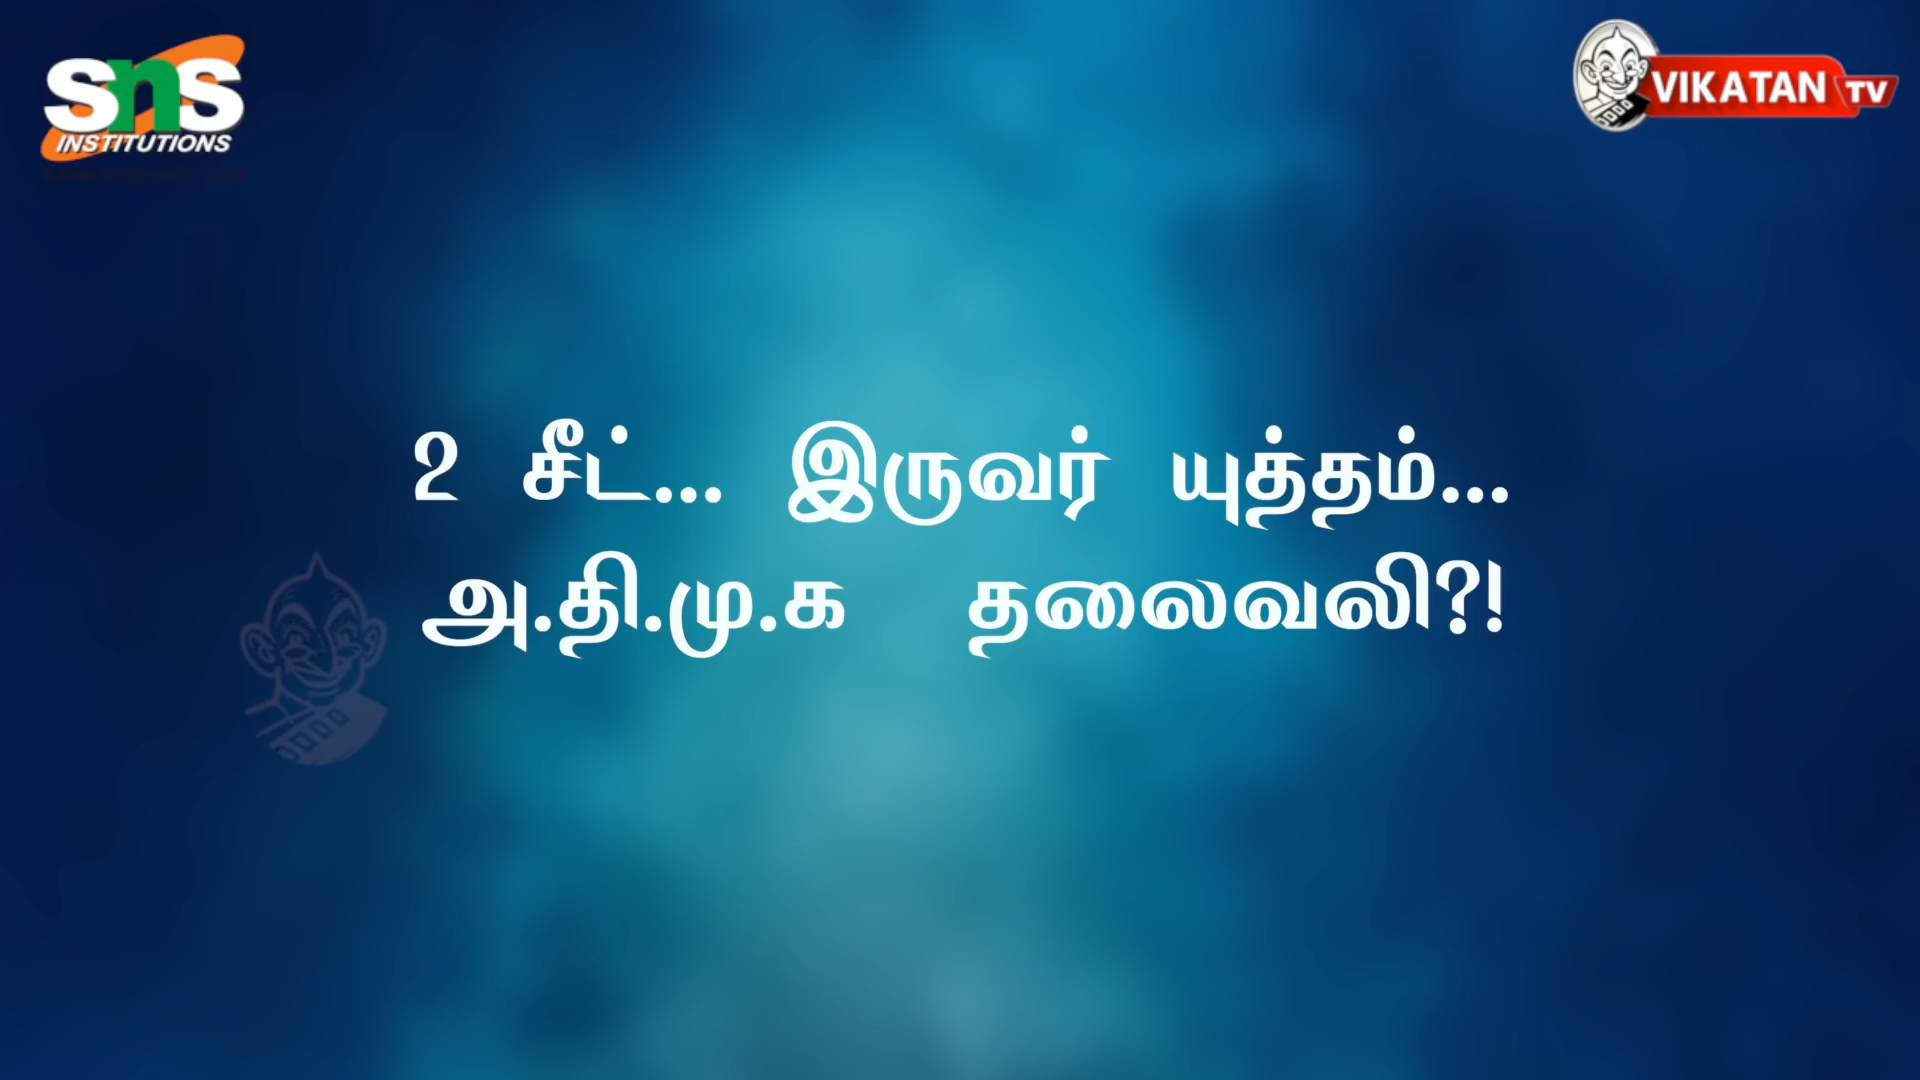 sns
INSTITUTIONS
VIKATAN TV
2 சீட்... இருவர் யுத்தம்...
அ.தி.மு.க தலைவலி?!